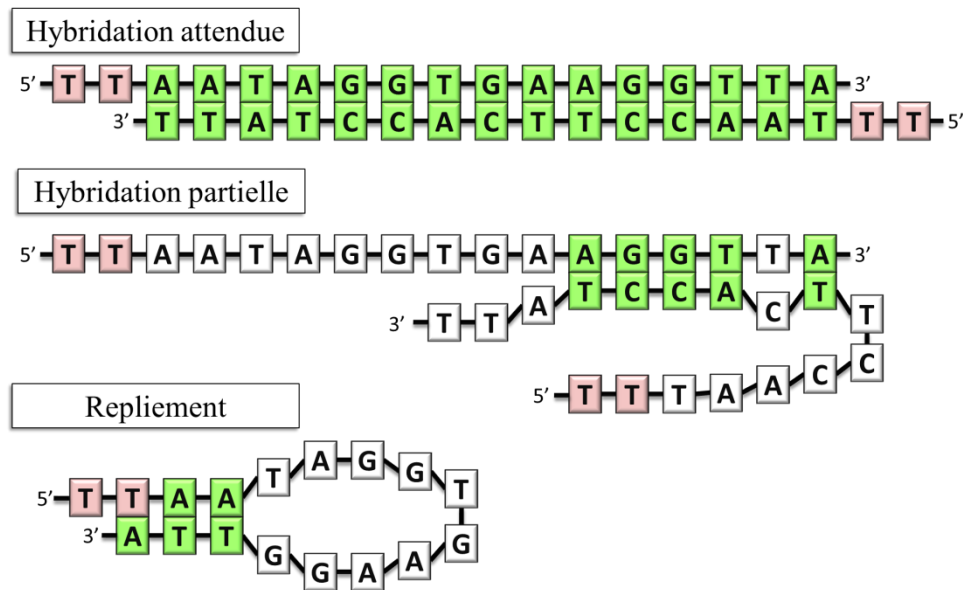 Hybridation attendue
5’ T T A A T A G G T G A A G G T T A 3’
3’ T T A T C C A C T T C C A A T T T 5’
Hybridation partielle
5’ T T A A T A G G T G A A G G T T A 3’
3’ T T A T C C A C T T C C A A T T T 5’
Repliement
5’ T T A A T A G G T G A A G G T T A 3’